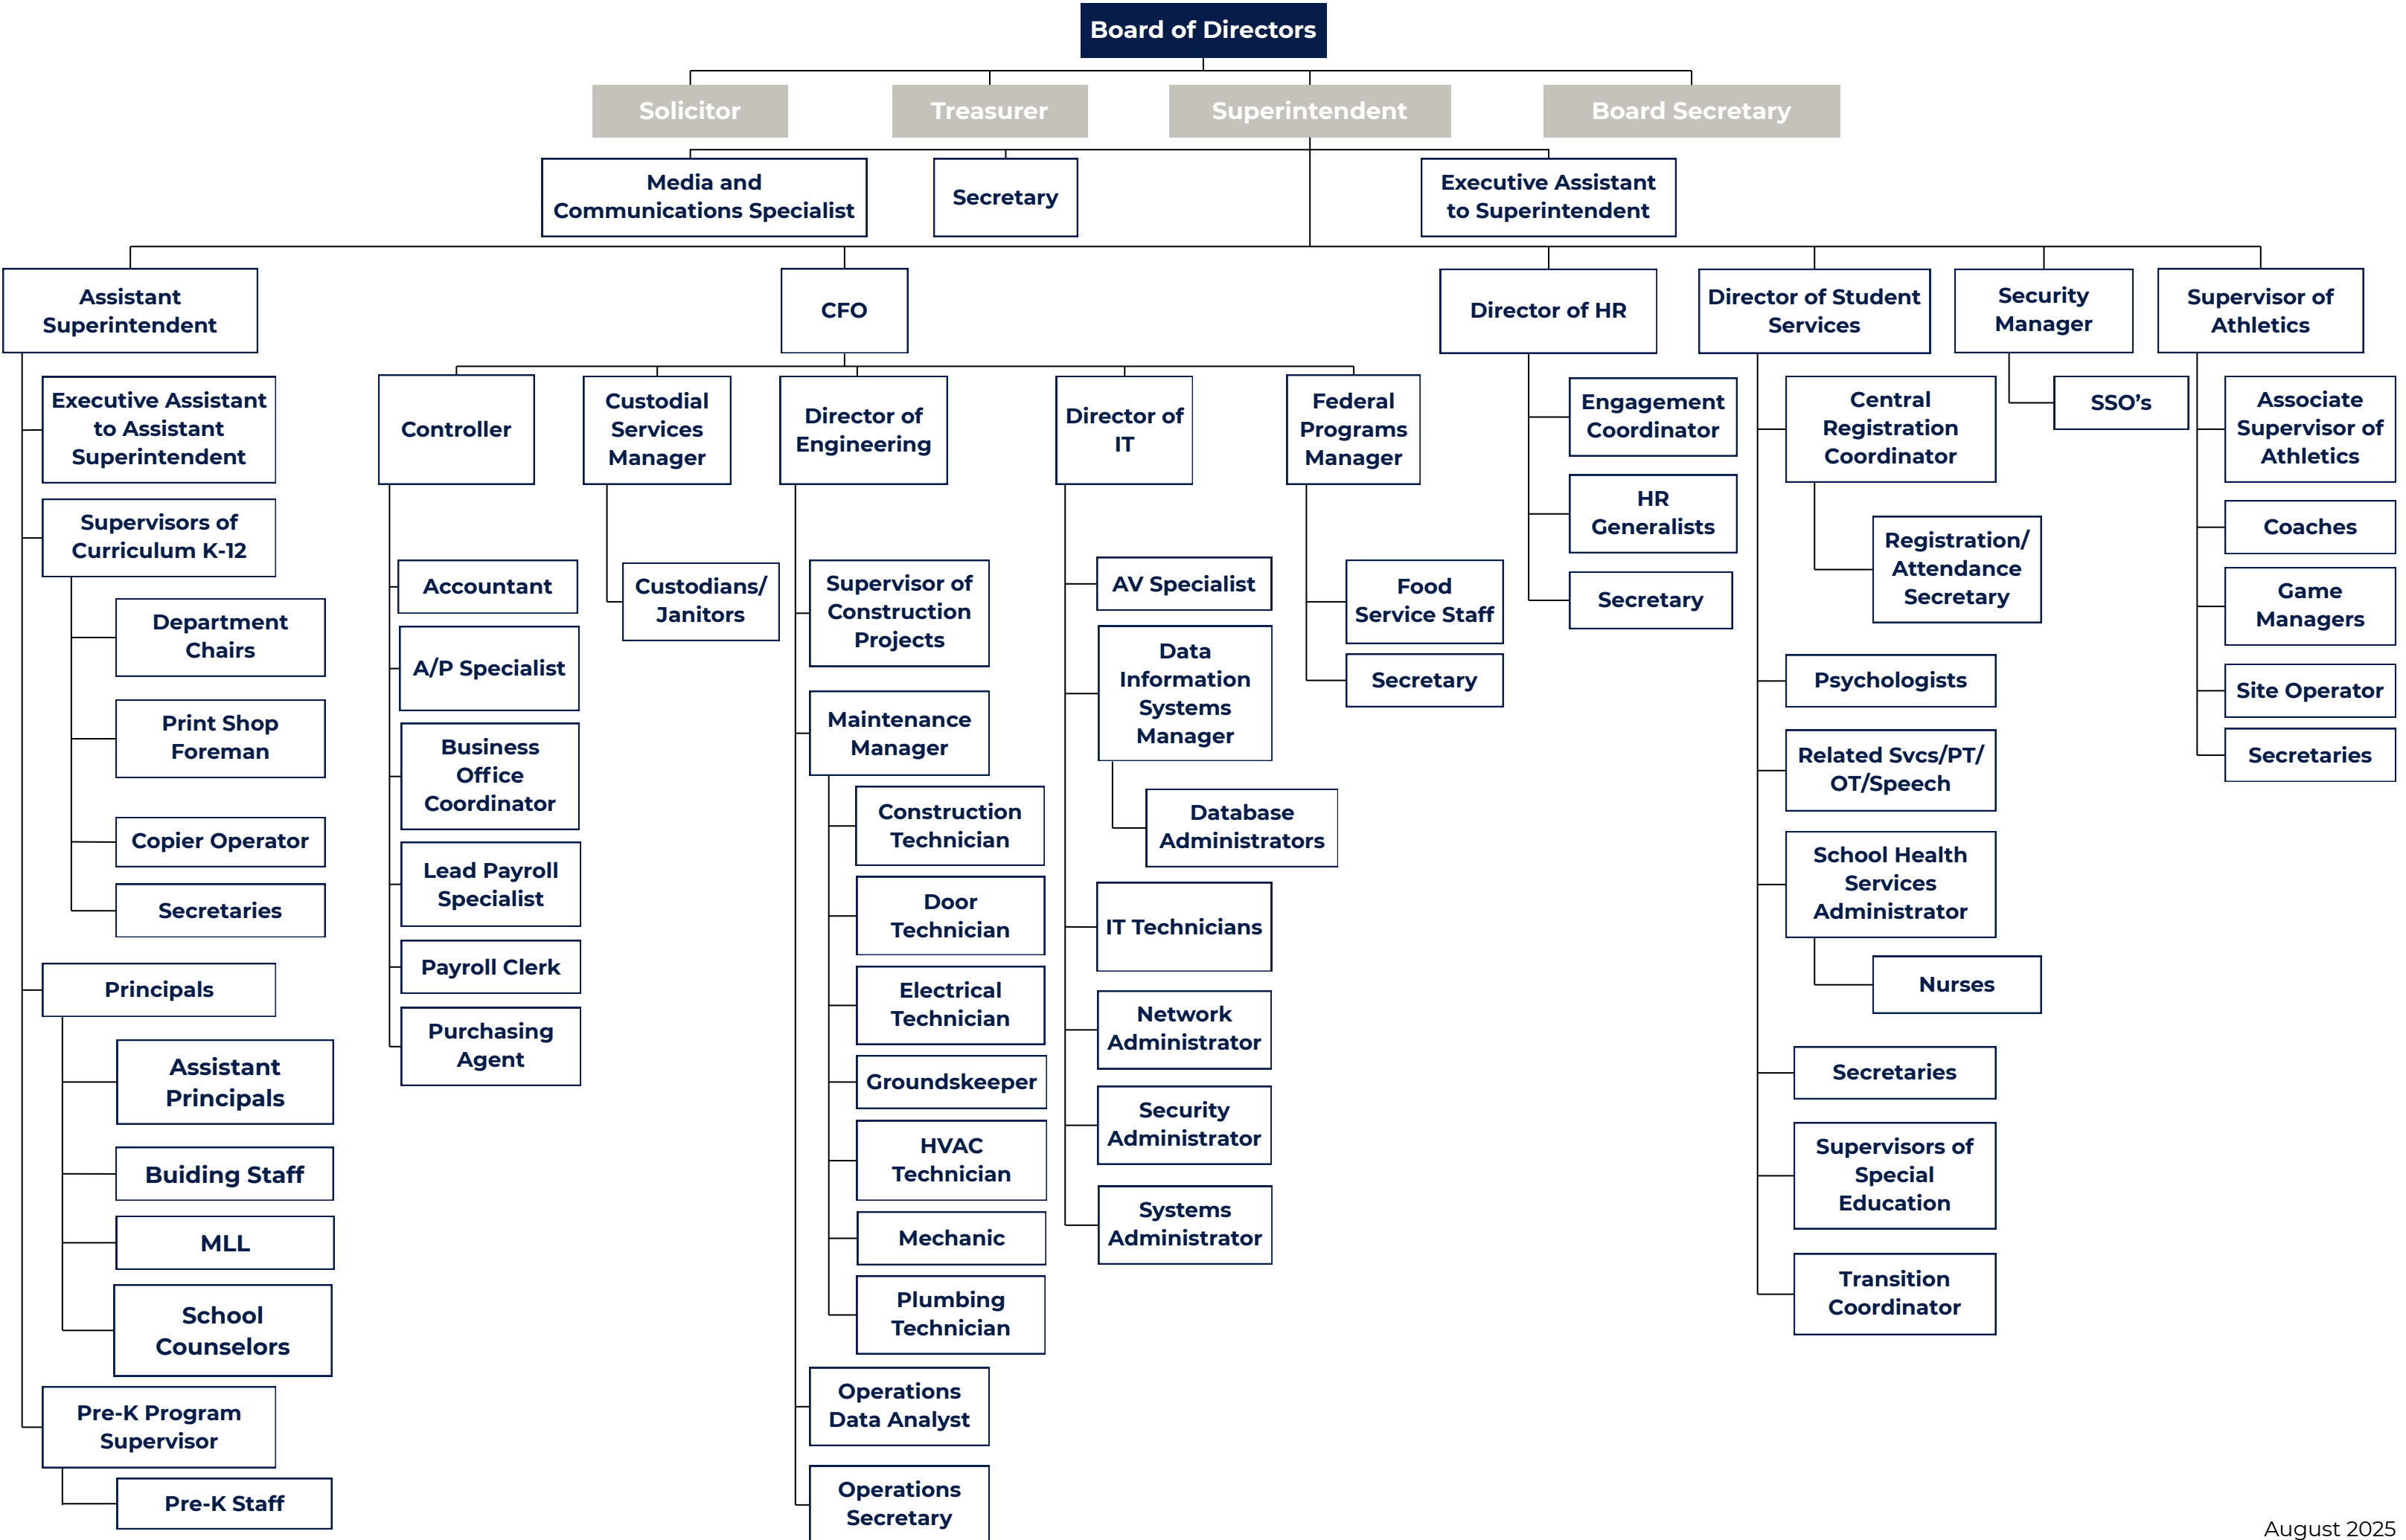 Board of Directors
Solicitor
Treasurer
Superintendent
Board Secretary
Media and
Communications Specialist
Secretary
Executive Assistant
to Superintendent
Assistant
Superintendent
CFO
Director of HR
Director of Student
Services
Security
Manager
Supervisor of
Athletics
Executive Assistant
to Assistant
Superintendent
Supervisors of
Curriculum K-12
Department
Chairs
Print Shop
Foreman
Copier Operator
Secretaries
Principals
Assistant
Principals
Buiding Staff
MLL
School
Counselors
Pre-K Program
Supervisor
Pre-K Staff
Controller
Accountant
A/P Specialist
Business
Office
Coordinator
Lead Payroll
Specialist
Payroll Clerk
Purchasing
Agent
Custodial
Services
Manager
Custodians/
Janitors
Director of
Engineering
Supervisor of
Construction
Projects
Maintenance
Manager
Construction
Technician
Door
Technician
Electrical
Technician
Groundskeeper
HVAC
Technician
Mechanic
Plumbing
Technician
Operations
Data Analyst
Operations
Secretary
Director of
IT
AV Specialist
Data
Information
Systems
Manager
Database
Administrators
IT Technicians
Network
Administrator
Security
Administrator
Systems
Administrator
Federal
Programs
Manager
Food
Service Staff
Secretary
Engagement
Coordinator
HR
Generalists
Secretary
Central
Registration
Coordinator
Registration/
Attendance
Secretary
Psychologists
Related Svcs/PT/
OT/Speech
School Health
Services
Administrator
Nurses
Secretaries
Supervisors of
Special
Education
Transition
Coordinator
SSO’s
Associate
Supervisor of
Athletics
Coaches
Game
Managers
Site Operator
Secretaries
August 2025